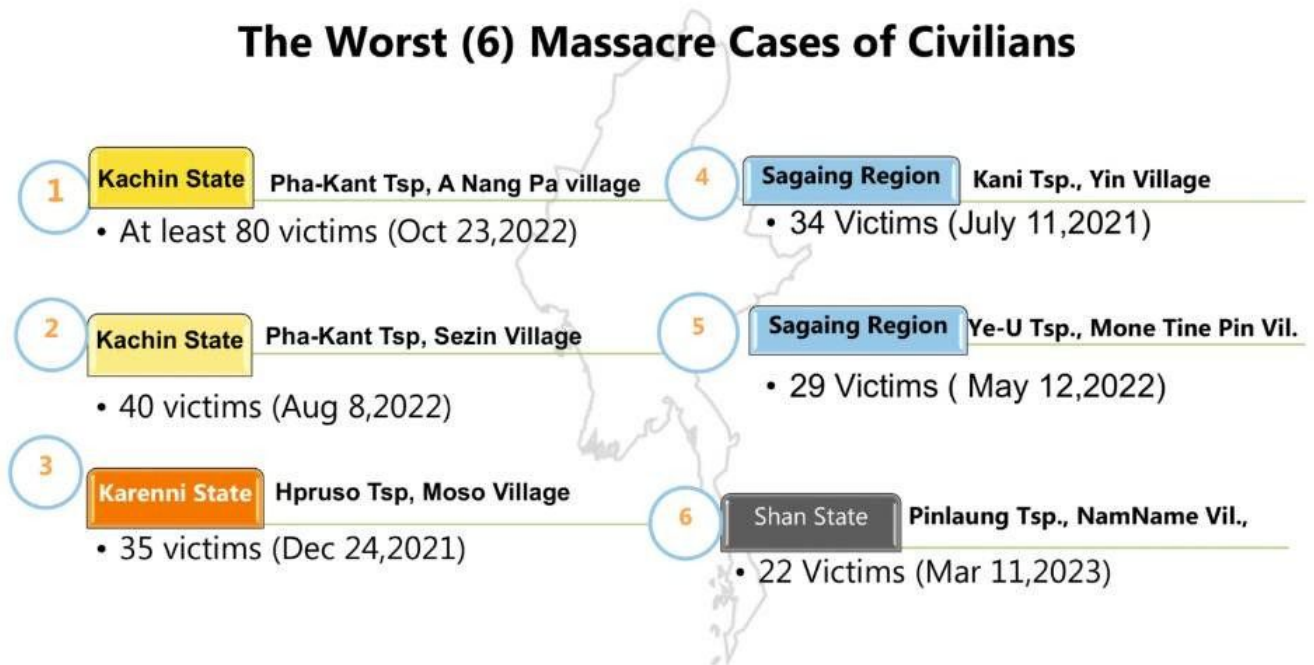 The Worst (6) Massacre Cases of Civilians
1
Kachin State
Pha-Kant Tsp, A Nang Pa village
• At least 80 victims (Oct 23,2022)
2
Kachin State
Pha-Kant Tsp, Sezin Village
• 40 victims (Aug 8,2022)
3
Karenni State
Hpruso Tsp, Moso Village
• 35 victims (Dec 24,2021)
4
Sagaing Region
Kani Tsp., Yin Village
• 34 Victims (July 11,2021)
5
Sagaing Region
Ye-U Tsp., Mone Tine Pin Vil.
• 29 Victims ( May 12,2022)
6
Shan State
Pinlaung Tsp., NamName Vil.,
• 22 Victims (Mar 11,2023)